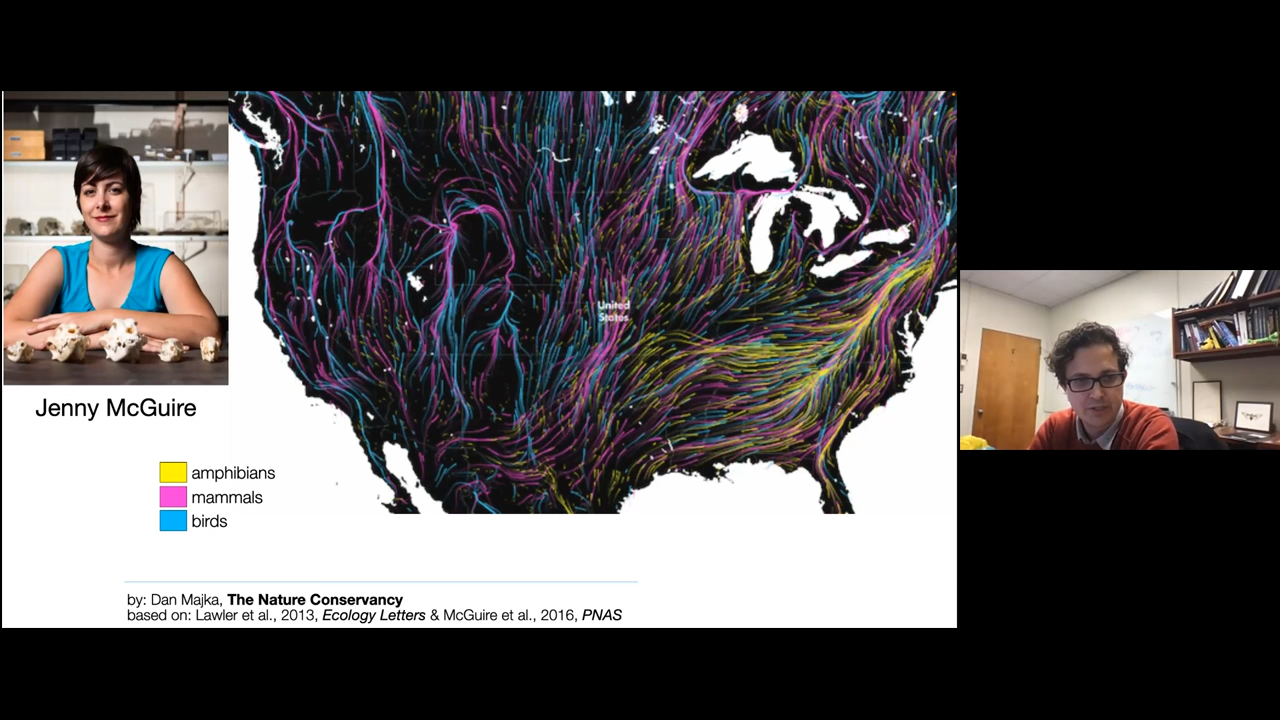 United
States
Jenny McGuire
amphibians
mammals
birds
by: Dan Majka, The Nature Conservancy
based on: Lawler et al., 2013, Ecology Letters & McGuire et al., 2016, PNAS